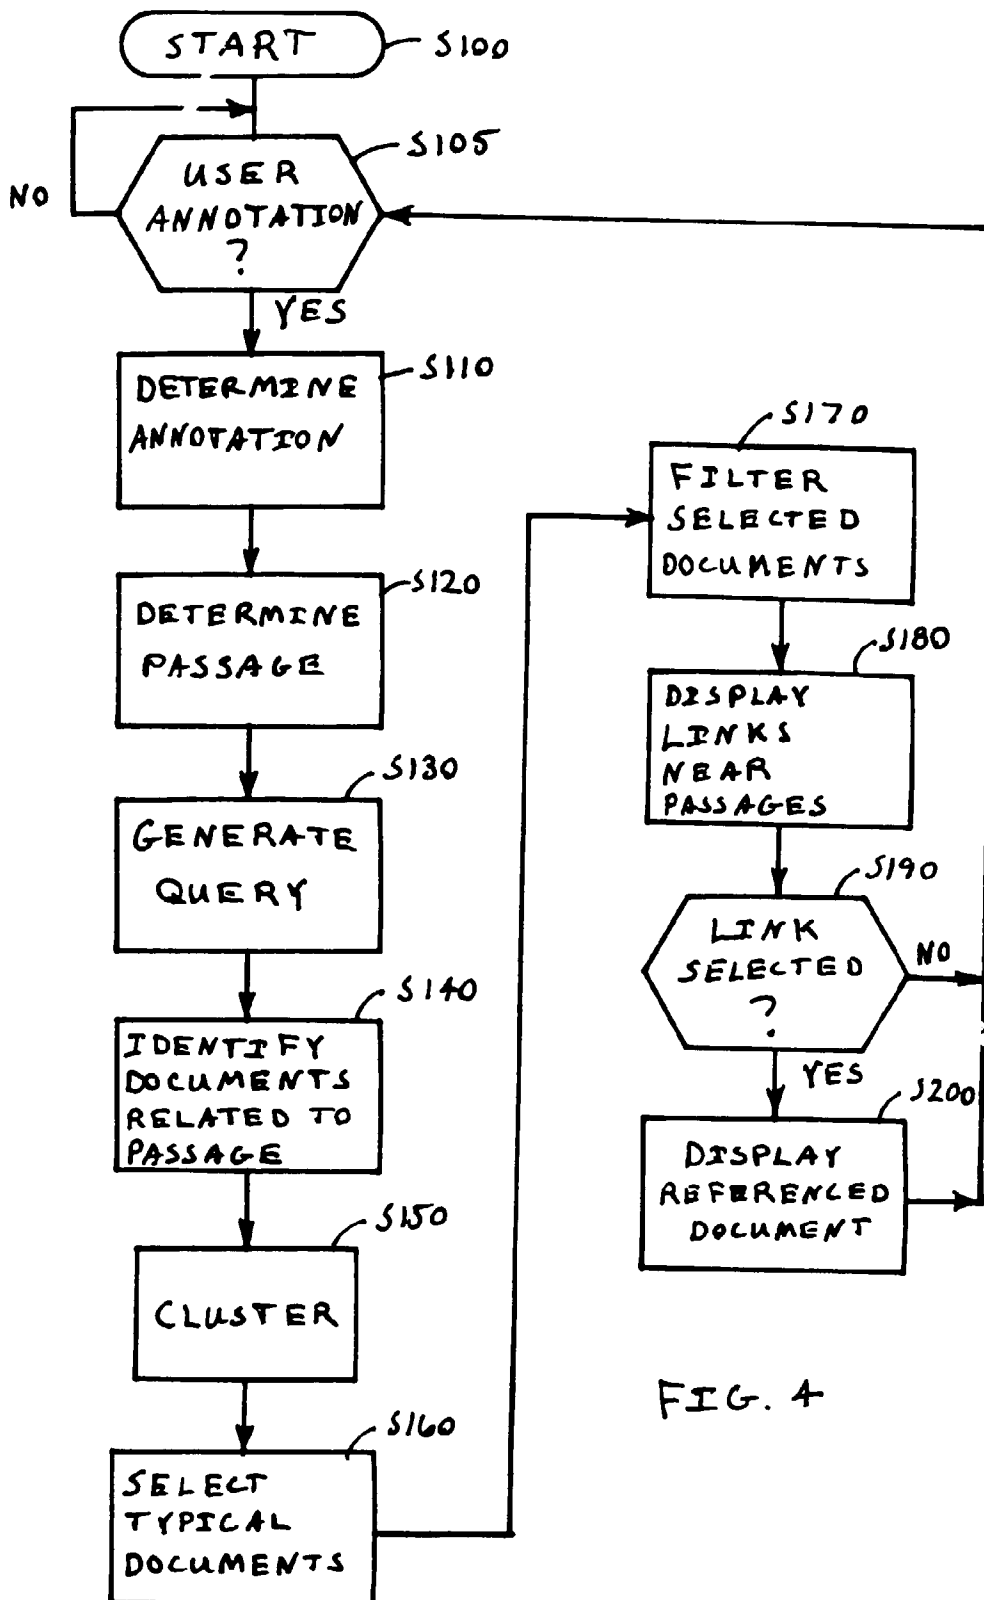 START
S100
S105
USER
ANNOTATION
?
NO
YES
S110
DETERMINE
ANNOTATION
S120
DETERMINE
PASSAGE
S130
GENERATE
QUERY
S140
IDENTIFY
DOCUMENTS
RELATED TO
PASSAGE
S150
CLUSTER
S160
SELECT
TYPICAL
DOCUMENTS
S170
FILTER
SELECTED
DOCUMENTS
S180
DISPLAY
LINKS
NEAR
PASSAGES
S190
LINK
SELECTED
?
NO
YES
S200
DISPLAY
REFERENCED
DOCUMENT
FIG. 4